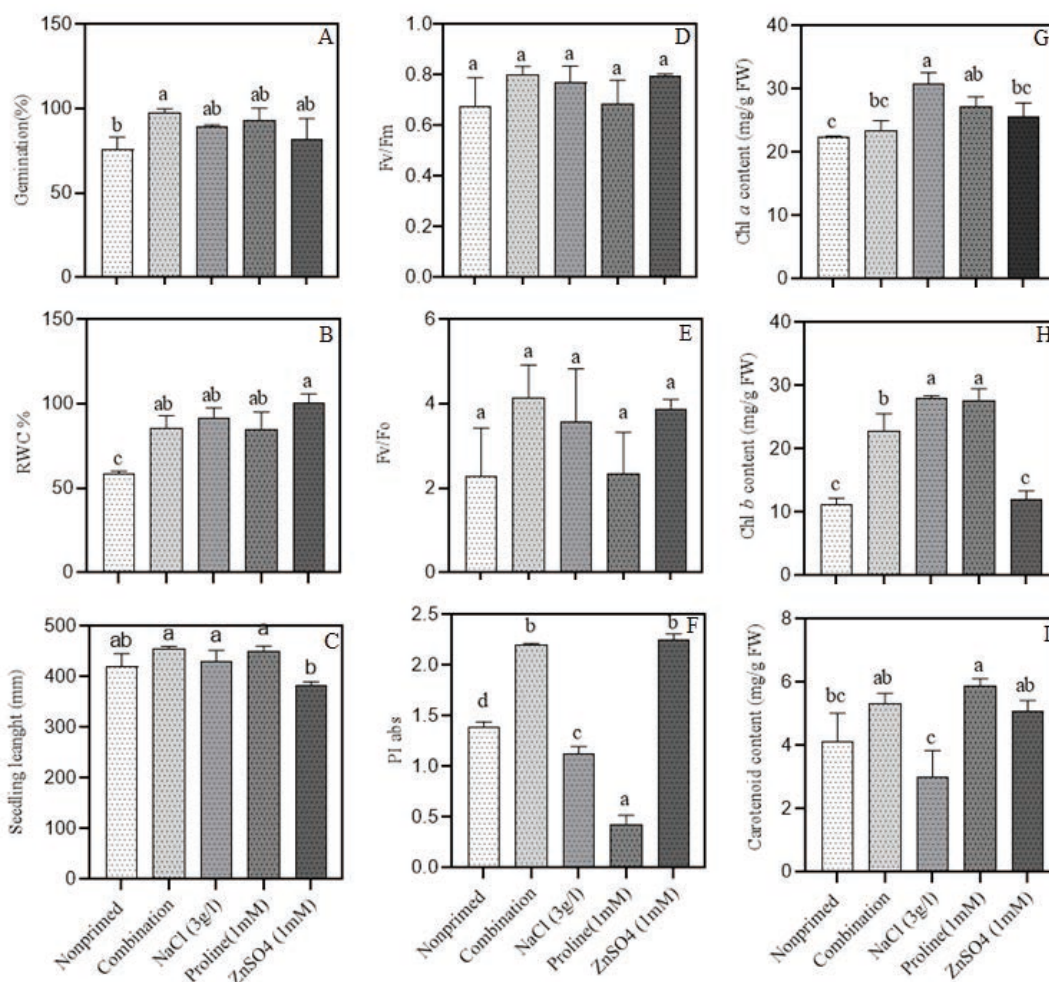 A
Gemination(%)
150
100
50
0
b
a
ab
ab
ab
D
Fv/Fm
1.0
0.8
0.6
0.4
0.2
0.0
a
a
a
a
a
G
Chl a content (mg/g FW)
40
30
20
10
0
c
bc
a
ab
bc
B
RWC %
150
100
50
0
c
ab
ab
ab
a
E
Fv/Fo
6
4
2
0
a
a
a
a
a
H
Chl b content (mg/g FW)
40
30
20
10
0
c
b
a
a
c
C
Seedling leanght (mm)
500
400
300
200
100
0
ab
a
a
a
b
Nonprimed
Combination
NaCl (3g/l)
Proline(1mM)
ZnSO4 (1mM)
F
PI abs
2.5
2.0
1.5
1.0
0.5
0.0
d
b
c
a
b
Nonprimed
Combination
NaCl (3g/l)
Proline(1mM)
ZnSO4 (1mM)
I
Carotenoid content (mg/g FW)
8
6
4
2
0
bc
ab
c
a
ab
Nonprimed
Combination
NaCl (3g/l)
Proline(1mM)
ZnSO4 (1mM)